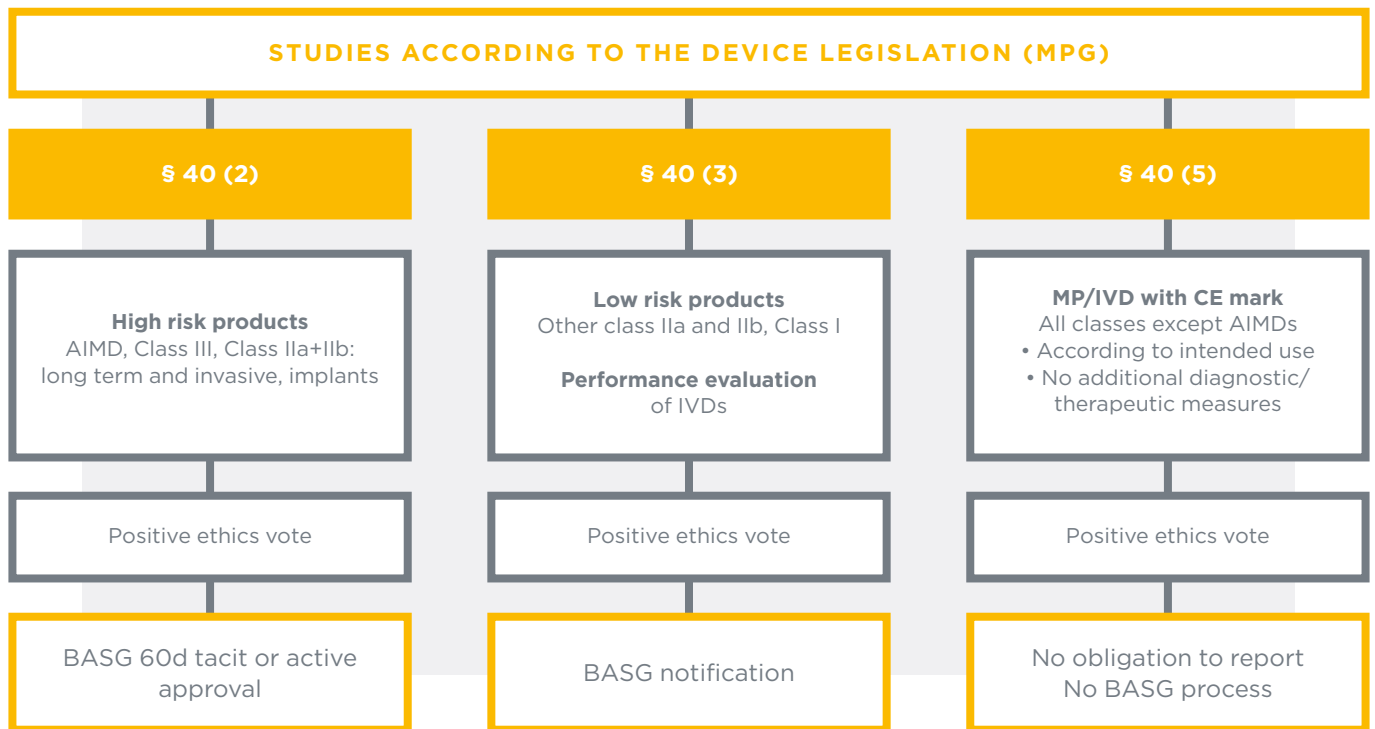 STUDIES ACCORDING TO THE DEVICE LEGISLATION (MPG)
§ 40 (2)
High risk products
AIMD, Class III, Class IIa+IIb:
long term and invasive, implants
Positive ethics vote
BASG 60d tacit or active
approval
§ 40 (3)
Low risk products
Other class IIa and IIb, Class I
Performance evaluation
of IVDs
Positive ethics vote
BASG notification
§ 40 (5)
MP/IVD with CE mark
All classes except AIMDs
• According to intended use
• No additional diagnostic/
therapeutic measures
Positive ethics vote
No obligation to report
No BASG process